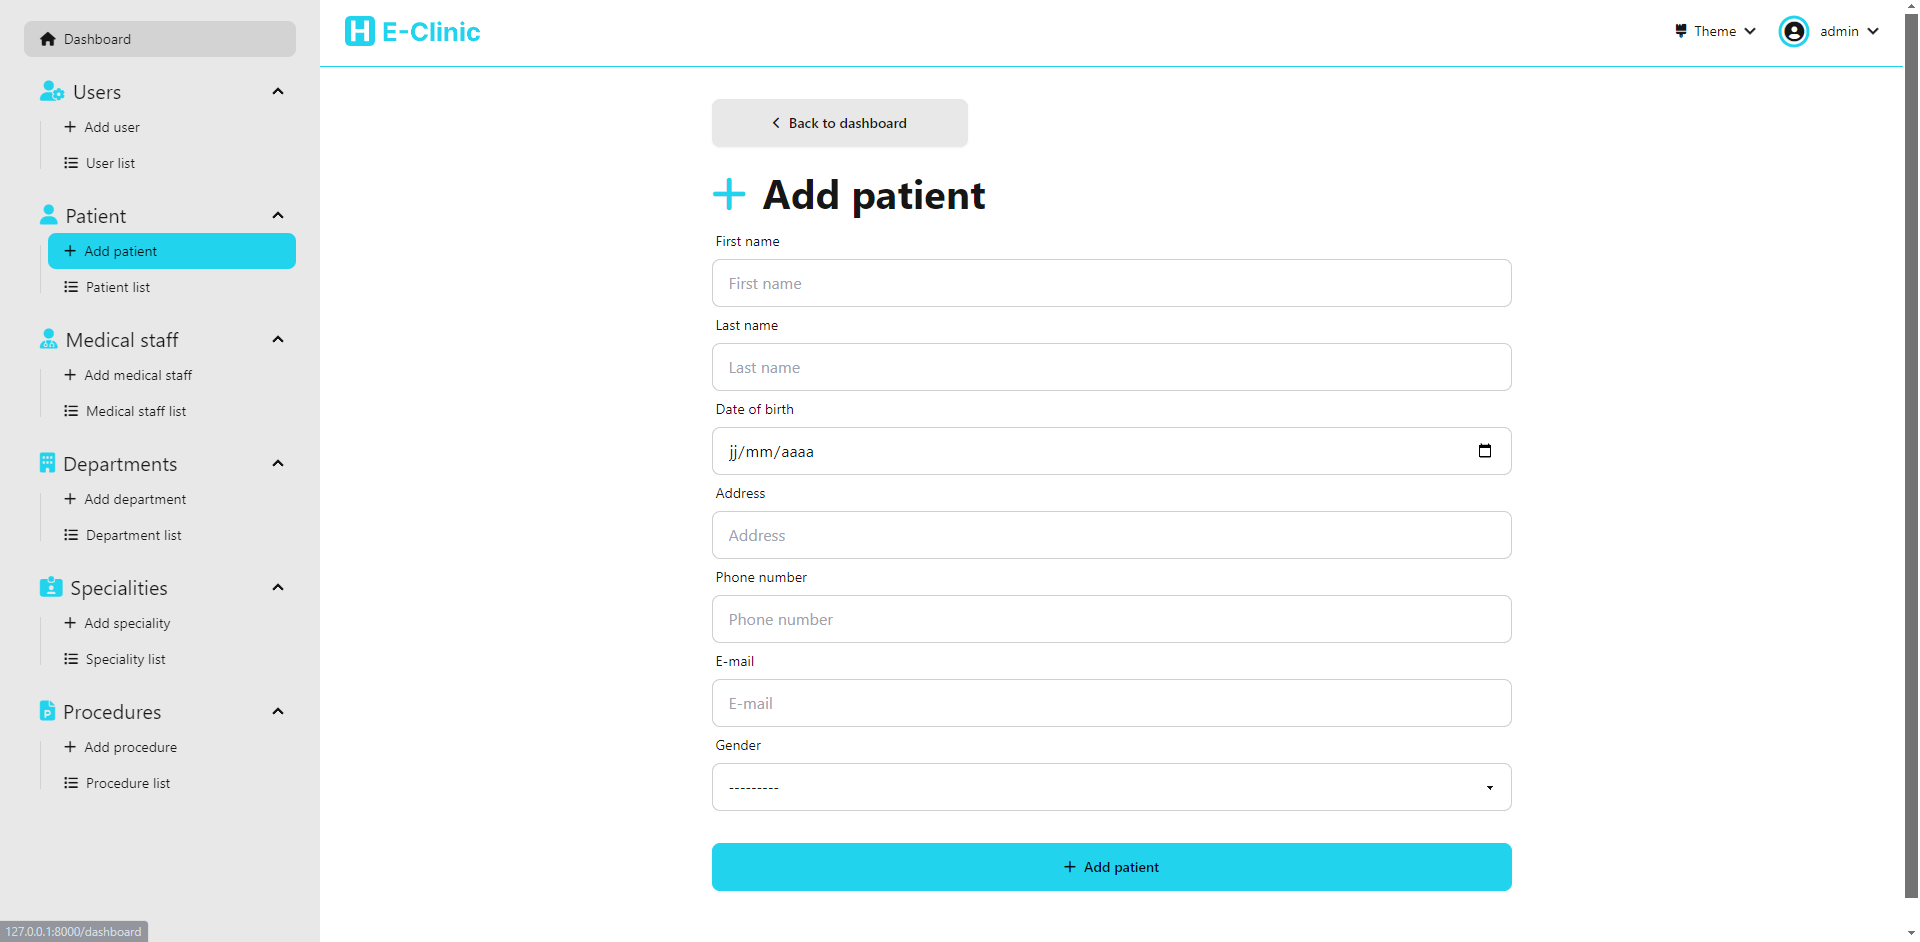 Dashboard
Users
Add user
User list
Patient
Add patient
Patient list
Medical staff
Add medical staff
Medical staff list
Departments
Add department
Department list
Specialities
Add speciality
Speciality list
P
Procedures
Add procedure
Procedure list
127.0.0.1:8000/dashboard
H E-Clinic
Theme
admin
Back to dashboard
Add patient
First name
First name
Last name
Last name
Date of birth
jj/mm/aaaa
Address
Address
Phone number
Phone number
E-mail
E-mail
Gender
---------
Add patient